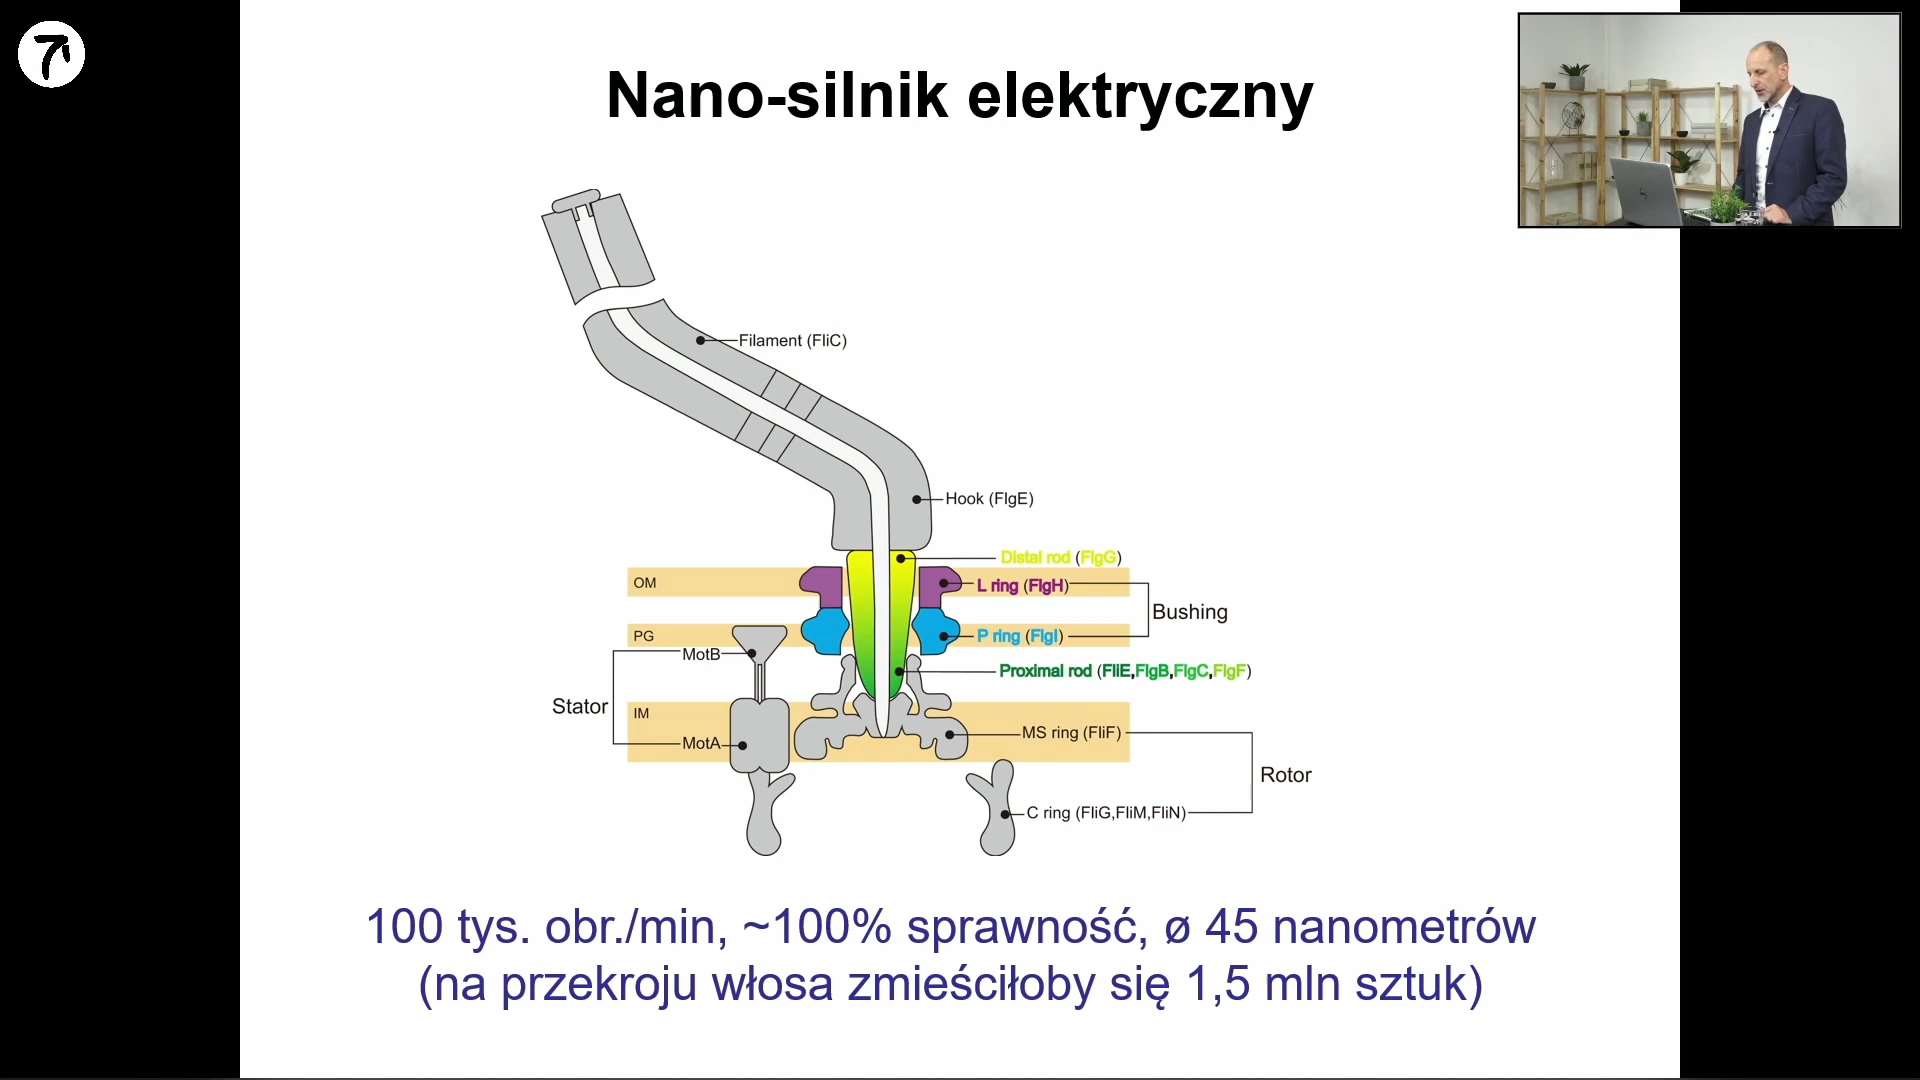 Nano-silnik elektryczny
Filament (FliC)
Hook (FlgE)
Distal rod (FlgG)
OM
L ring (FlgH)
Bushing
PG
P ring (FlgI)
MotB
Proximal rod (FliE,FlgB,FlgC,FlgF)
Stator
IM
MotA
MS ring (FliF)
Rotor
C ring (FliG,FliM,FliN)
100 tys. obr./min, ~100% sprawność, ø 45 nanometrów
(na przekroju włosa zmieściłoby się 1,5 mln sztuk)